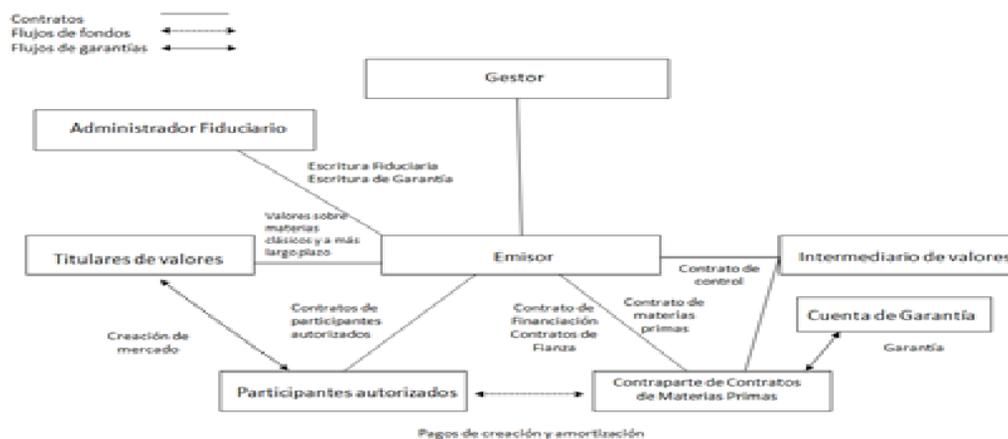 Contratos
Flujos de fondos
Flujos de garantías
Gestor
Administrador Fiduciario
Escritura Fiduciaria
Escritura de Garantía
Valores sobre
materias
clásicos y a más
largo plazo
Titulares de valores
Emisor
Intermediario de valores
Contrato de
control
Contratos de
participantes
autorizados
Contrato de
Financiación
Contratos de
Fianza
Contrato de
materias
primas
Cuenta de Garantía
Garantía
Creación de
mercado
Participantes autorizados
Contraparte de Contratos
de Materias Primas
Pagos de creación y amortización